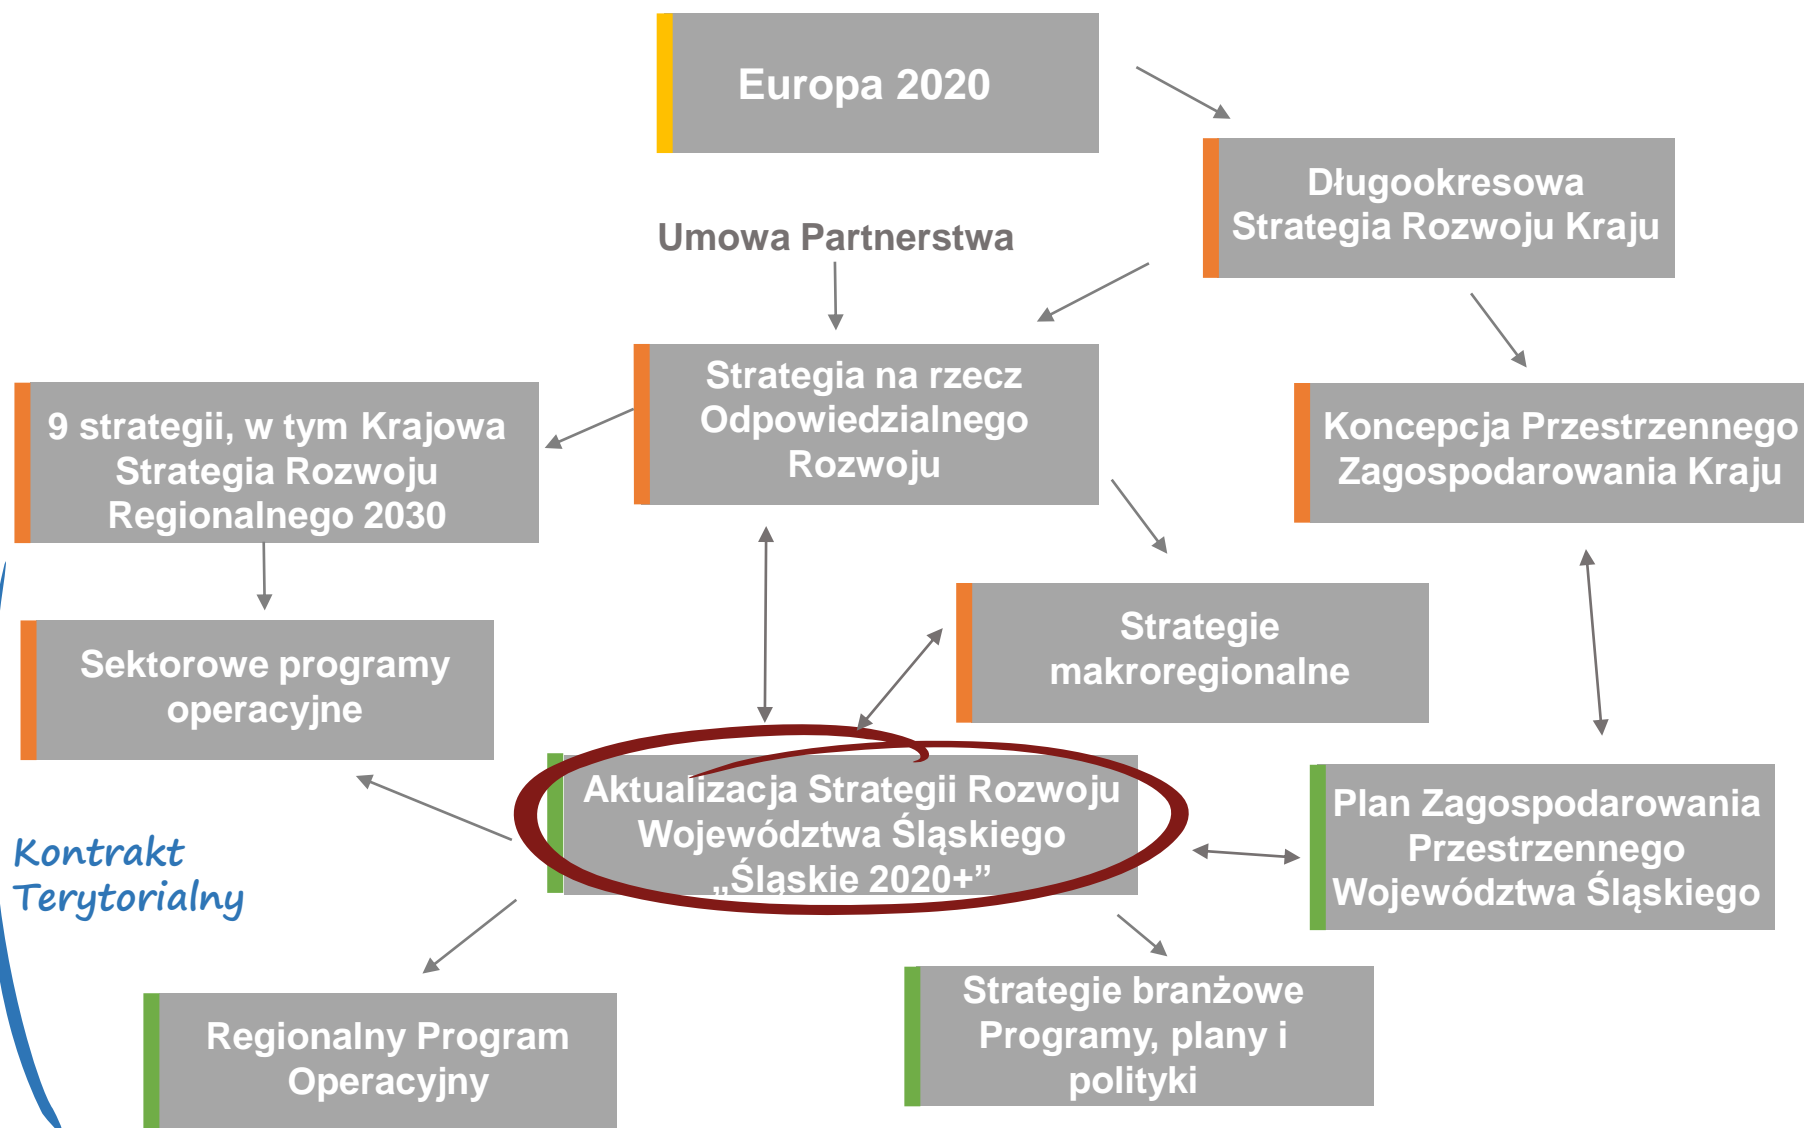 Europa 2020
Długookresowa
Strategia Rozwoju Kraju
Umowa Partnerstwa
Strategia na rzecz
Odpowiedzialnego
Rozwoju
9 strategii, w tym Krajowa
Strategia Rozwoju
Regionalnego 2030
Koncepcja Przestrzennego
Zagospodarowania Kraju
Strategie
makroregionalne
Sektorowe programy
operacyjne
Aktualizacja Strategii Rozwoju
Województwa Śląskiego
„Śląskie 2020+”
Plan Zagospodarowania
Przestrzennego
Województwa Śląskiego
Kontrakt
Terytorialny
Strategie branżowe
Programy, plany i
polityki
Regionalny Program
Operacyjny